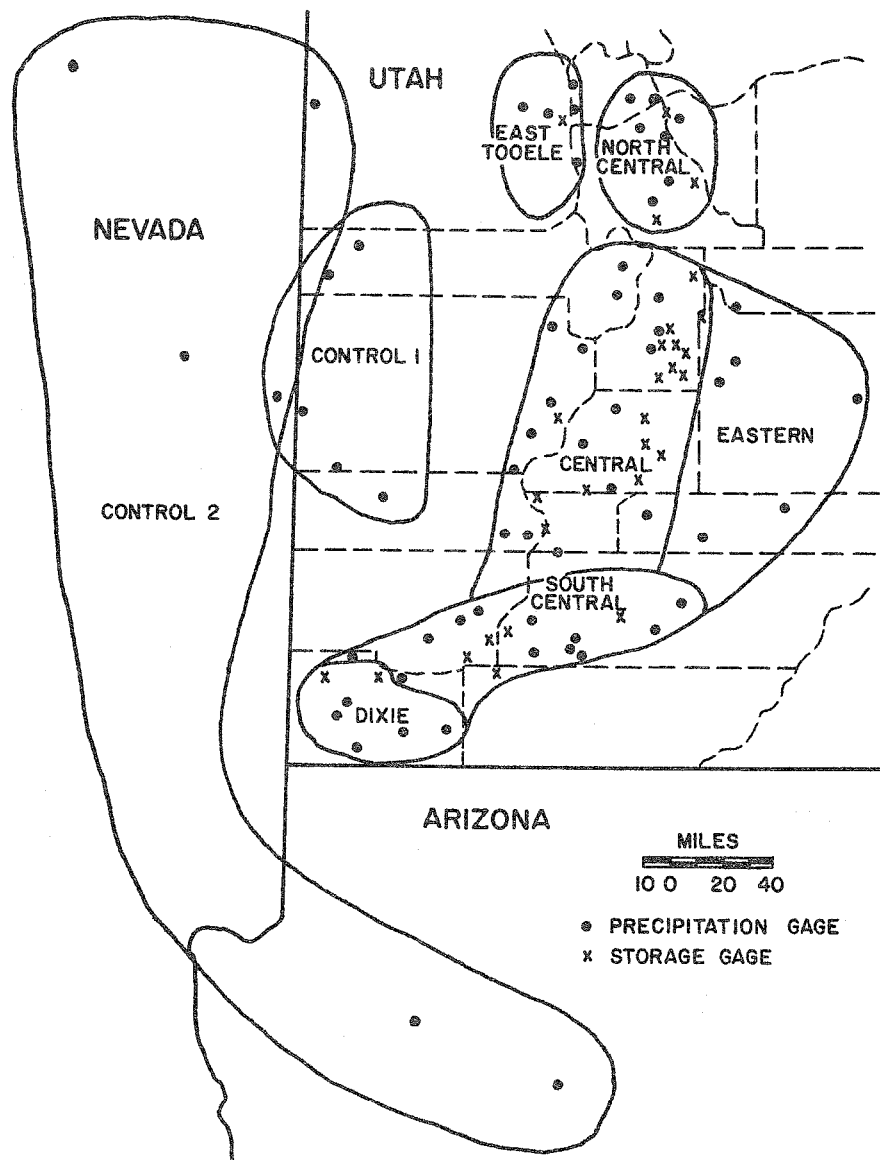 UTAH
EAST
TOOELE
NORTH
CENTRAL
NEVADA
CONTROL 1
EASTERN
CENTRAL
CONTROL 2
SOUTH
CENTRAL
DIXIE
ARIZONA
MILES
10 0 20 40
● PRECIPITATION GAGE
x STORAGE GAGE